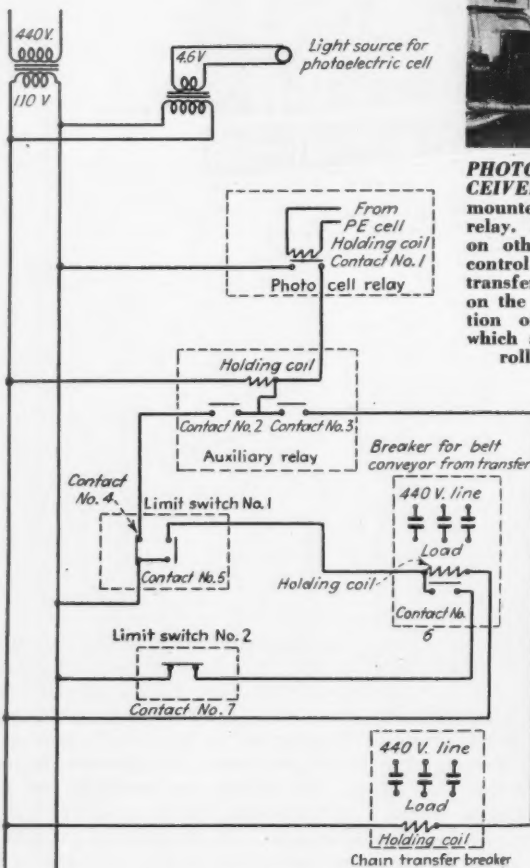 440V.
110 V
4.6V
Light source for
photoelectric cell
From
PE cell
Holding coil
Contact No. 1
Photo cell relay
Holding coil
Contact No. 2 Contact No. 3
Auxiliary relay
Contact
No. 4
Limit switch No. 1
Contact No. 5
Breaker for belt
conveyor from transfer
440 V. line
Load
Holding coil
Contact No.
6
Limit switch No. 2
Contact No. 7
440 V. line
Load
Holding coil
Chain transfer breaker
PHOTO
CEIVE
mounte
relay.
on oth
control
transfer
on the
tion o
which
roll